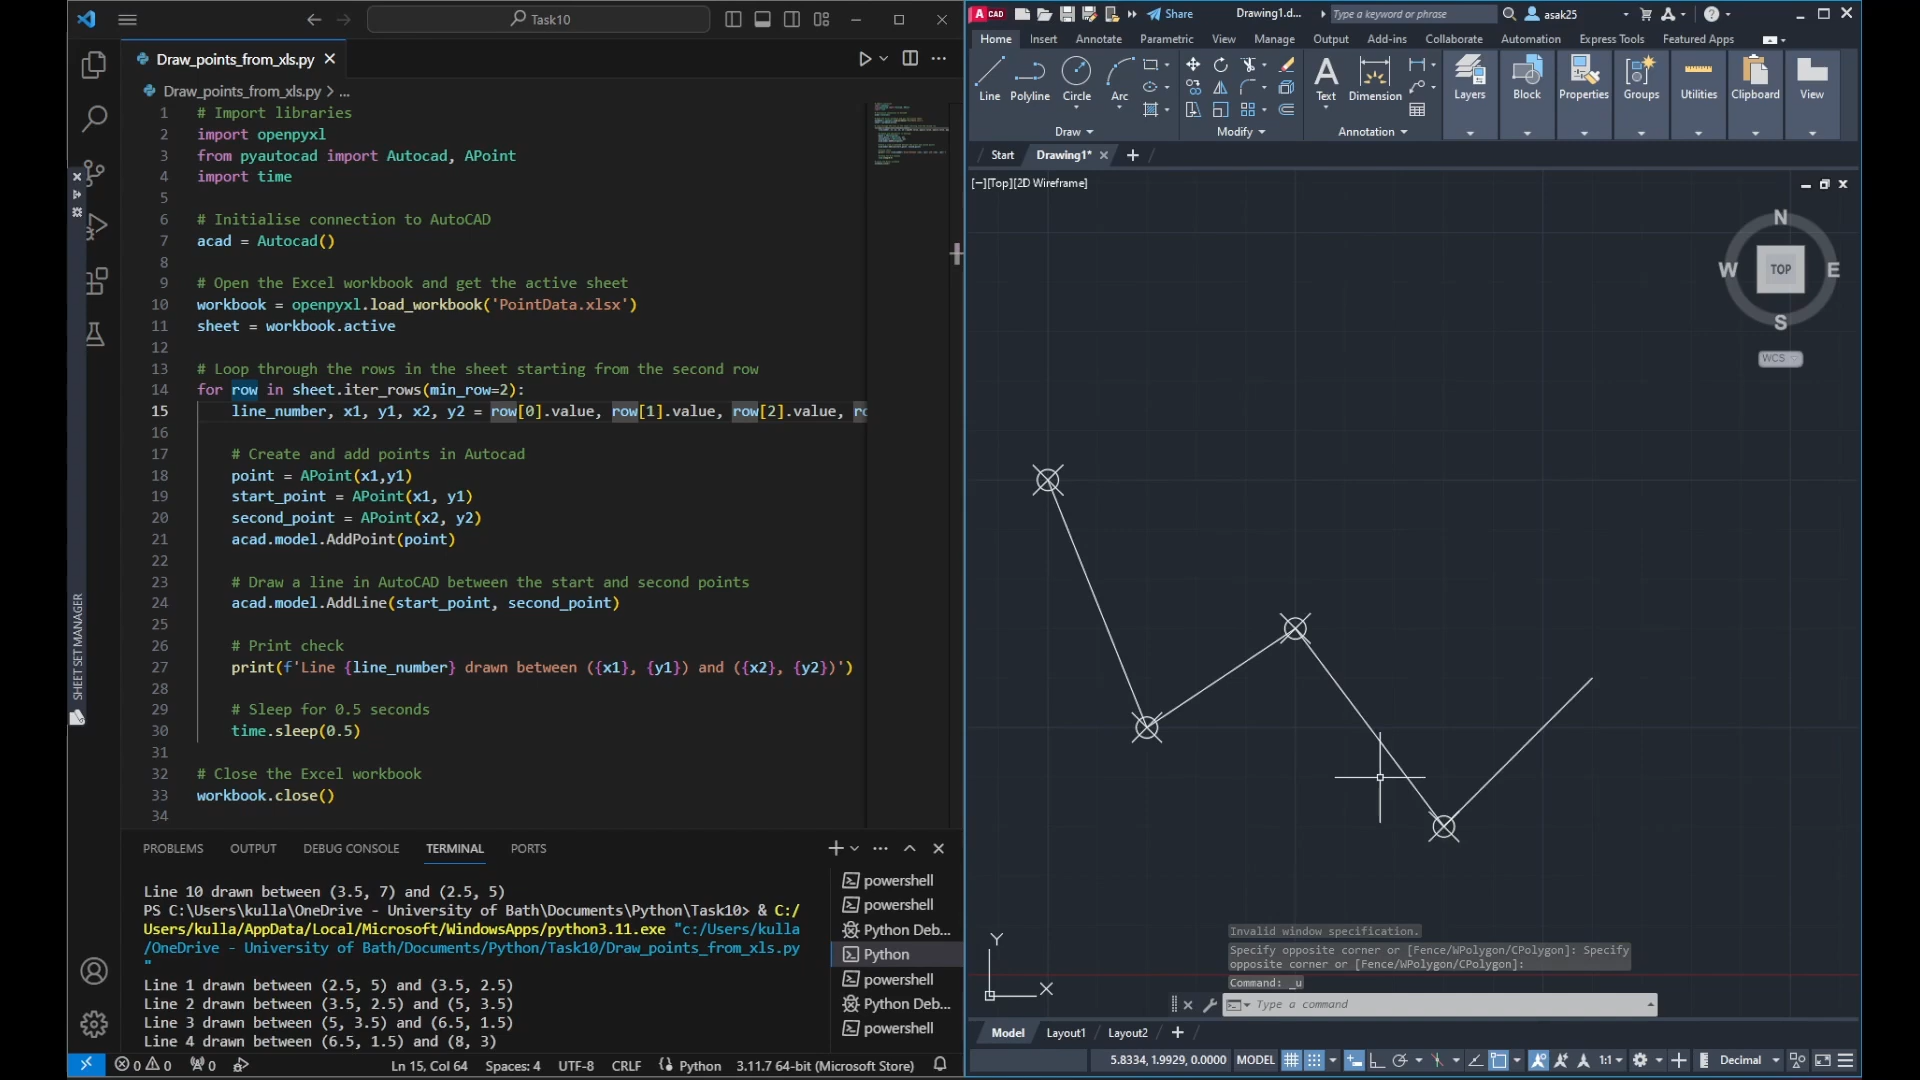 Task10
Draw_points_from_xls.py
Draw_points_from_xls.py > ...
1 # Import libraries
2 import openpyxl
3 from pyautocad import Autocad, APoint
4 import time
5
6 # Initialise connection to AutoCAD
7 acad = Autocad()
8
9 # Open the Excel workbook and get the active sheet
10 workbook = openpyxl.load_workbook('PointData.xlsx')
11 sheet = workbook.active
12
13 # Loop through the rows in the sheet starting from the second row
14 for row in sheet.iter_rows(min_row=2):
15 line_number, x1, y1, x2, y2 = row[0].value, row[1].value, row[2].value, ro
16
17 # Create and add points in Autocad
18 point = APoint(x1,y1)
19 start_point = APoint(x1, y1)
20 second_point = APoint(x2, y2)
21 acad.model.AddPoint(point)
22
23 # Draw a line in AutoCAD between the start and second points
24 acad.model.AddLine(start_point, second_point)
25
26 # Print check
27 print(f'Line {line_number} drawn between ({x1}, {y1}) and ({x2}, {y2})')
28
29 # Sleep for 0.5 seconds
30 time.sleep(0.5)
31
32 # Close the Excel workbook
33 workbook.close()
34
SHEET SET MANAGER
PROBLEMS OUTPUT DEBUG CONSOLE TERMINAL PORTS
Line 10 drawn between (3.5, 7) and (2.5, 5)
PS C:\Users\kulla\OneDrive - University of Bath\Documents\Python\Task10> & C:/
Users/kulla/AppData/Local/Microsoft/WindowsApps/python3.11.exe "c:/Users/kulla
/OneDrive - University of Bath/Documents/Python/Task10/Draw_points_from_xls.py
"
Line 1 drawn between (2.5, 5) and (3.5, 2.5)
Line 2 drawn between (3.5, 2.5) and (5, 3.5)
Line 3 drawn between (5, 3.5) and (6.5, 1.5)
Line 4 drawn between (6.5, 1.5) and (8, 3)
powershell
powershell
Python Deb...
Python
powershell
Python Deb...
powershell
0 0 0 Ln 15, Col 64 Spaces: 4 UTF-8 CRLF Python 3.11.7 64-bit (Microsoft Store)
A CAD Share Drawing1.d... Type a keyword or phrase asak25
Home Insert Annotate Parametric View Manage Output Add-ins Collaborate Automation Express Tools Featured Apps
Line Polyline Circle Arc Text Dimension Layers Block Properties Groups Utilities Clipboard View
Draw Modify Annotation
Start Drawing1*
[−][Top][2D Wireframe]
N
W TOP E
S
WCS
Y
X
Invalid window specification.
Specify opposite corner or [Fence/WPolygon/CPolygon]: Specify
opposite corner or [Fence/WPolygon/CPolygon]:
Command: _u
Type a command
Model Layout1 Layout2
5.8334, 1.9929, 0.0000 MODEL 1:1 Decimal